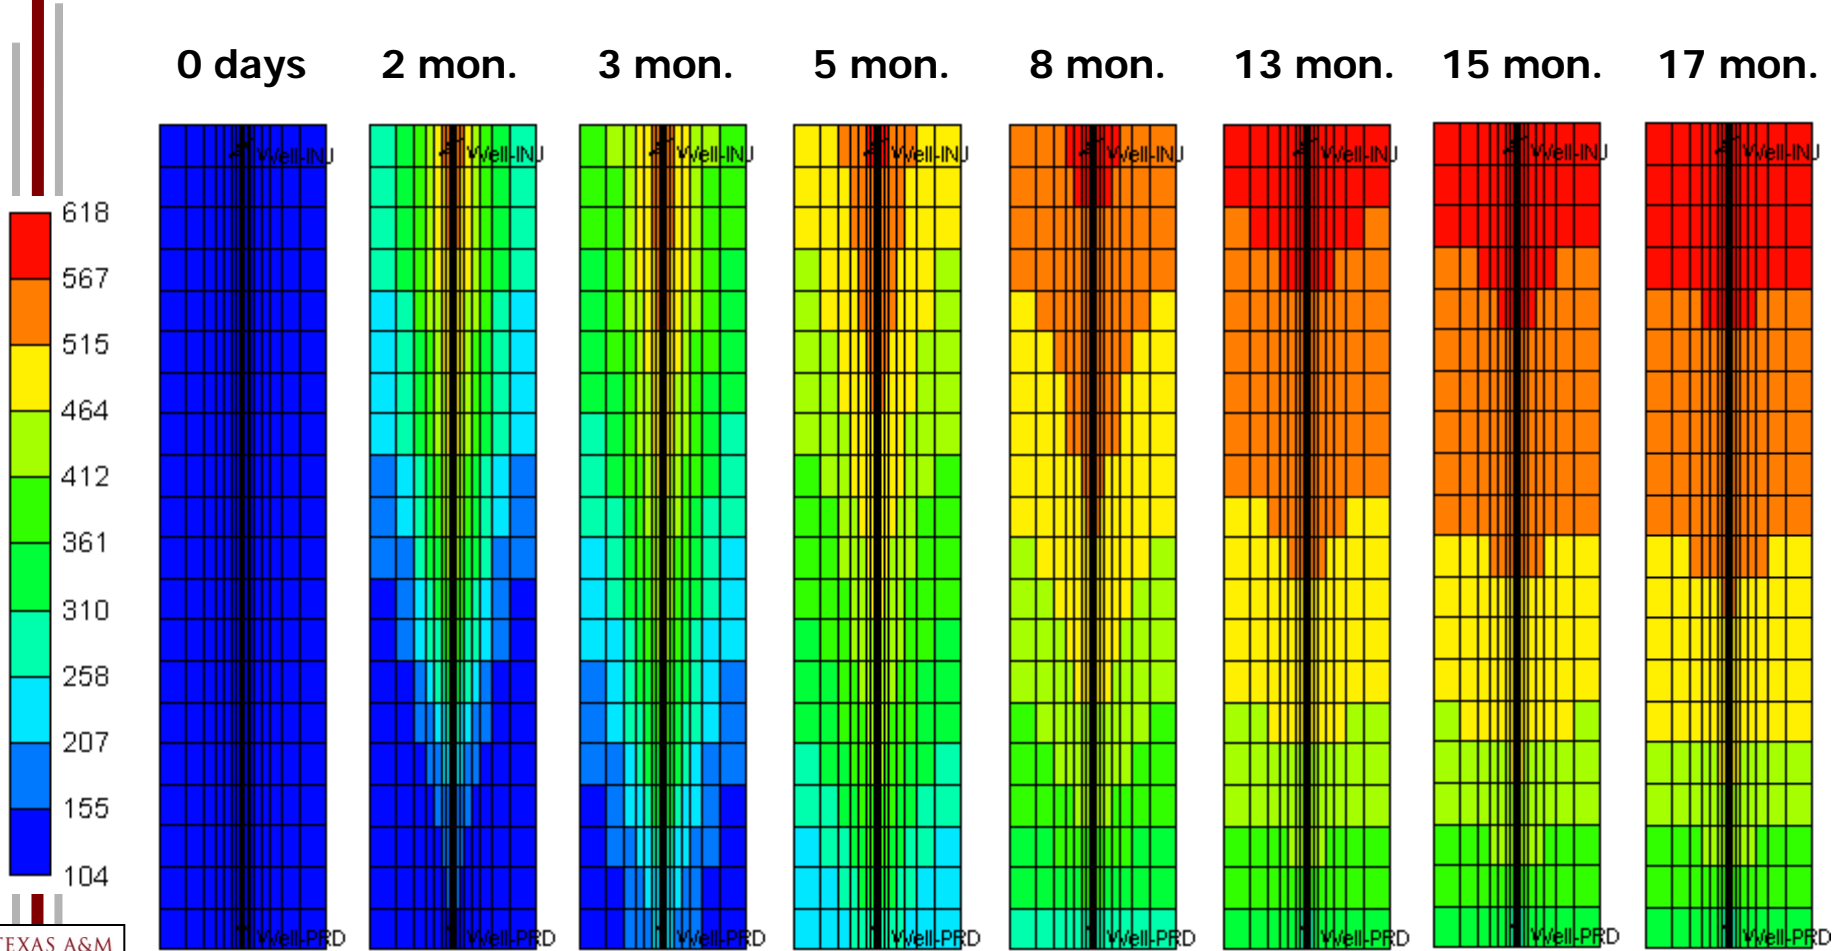 0 days 2 mon. 3 mon. 5 mon. 8 mon. 13 mon. 15 mon. 17 mon.
Well-INJ Well-INJ Well-INJ Well-INJ Well-INJ Well-INJ Well-INJ Well-INJ
618
567
515
464
412
361
310
258
207
155
104
Well-PRD Well-PRD Well-PRD Well-PRD Well-PRD Well-PRD Well-PRD Well-PRD
TEXAS A&M